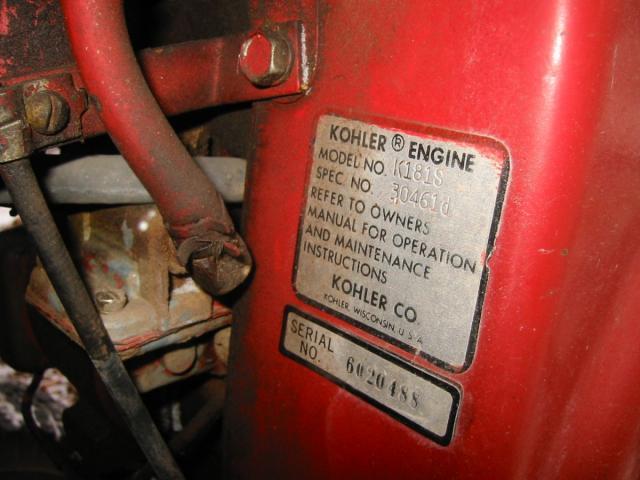 KOHLER ® ENGINE
MODEL NO. K181S
SPEC. NO. 30461d
REFER TO OWNERS
MANUAL FOR OPERATION
AND MAINTENANCE
INSTRUCTIONS
KOHLER CO.
KOHLER, WISCONSIN, U.S.A.
SERIAL
NO. 6020488